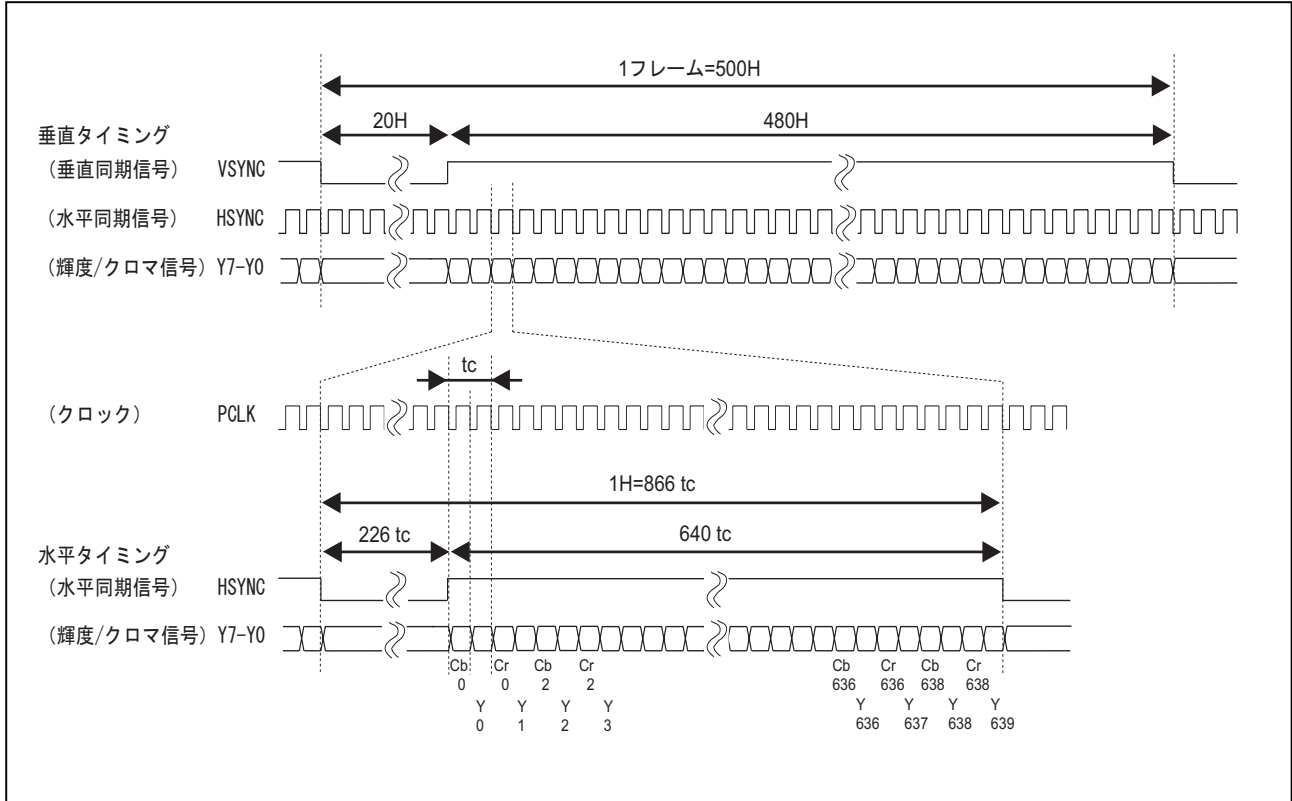 1フレーム=500H
20H 480H
垂直タイミング
(垂直同期信号) VSYNC
(水平同期信号) HSYNC
(輝度/クロマ信号) Y7-Y0
tc
(クロック) PCLK
1H=866 tc
226 tc 640 tc
水平タイミング
(水平同期信号) HSYNC
(輝度/クロマ信号) Y7-Y0
Cb Cr Cb Cr Cb Cr Cb Cr
0 0 2 2 636 636 638 638
Y Y Y Y Y Y Y Y
0 1 2 3 636 637 638 639